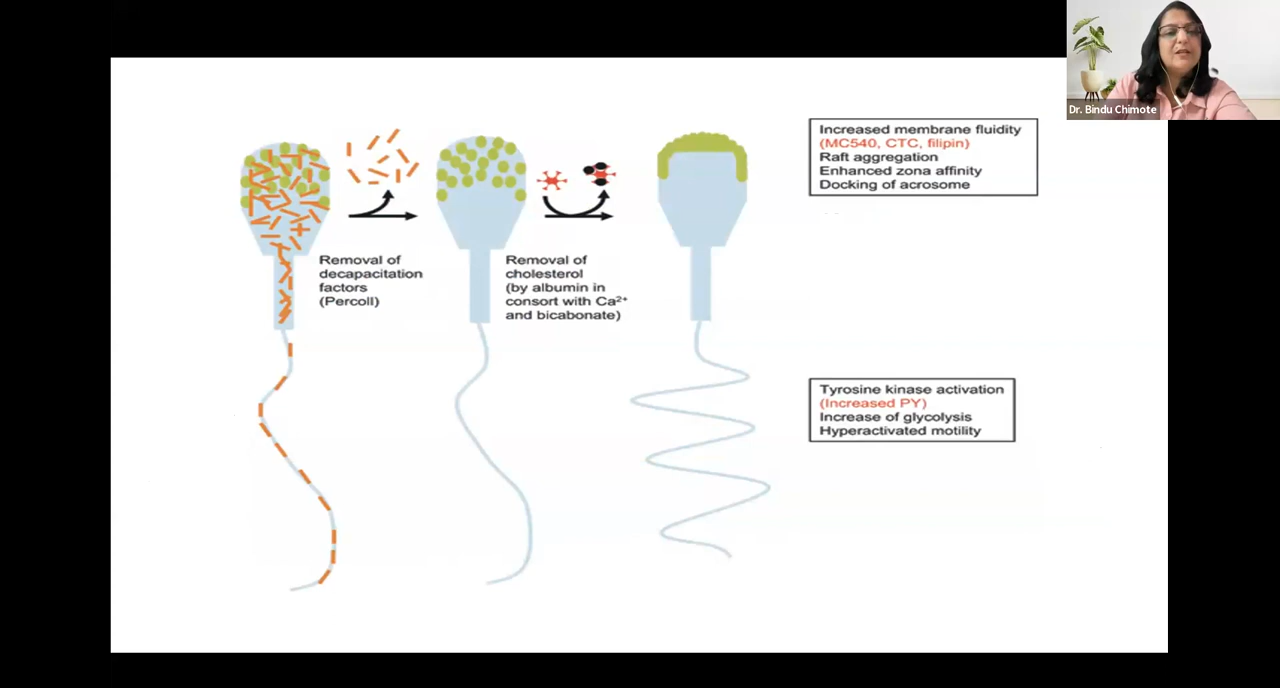 Dr. Bindu Chimote
Increased membrane fluidity
(MC540, CTC, filipin)
Raft aggregation
Enhanced zona affinity
Docking of acrosome
Removal of
decapacitation
factors
(Percoll)
Removal of
cholesterol
(by albumin in
consort with Ca²⁺
and bicabonate)
Tyrosine kinase activation
(Increased PY)
Increase of glycolysis
Hyperactivated motility